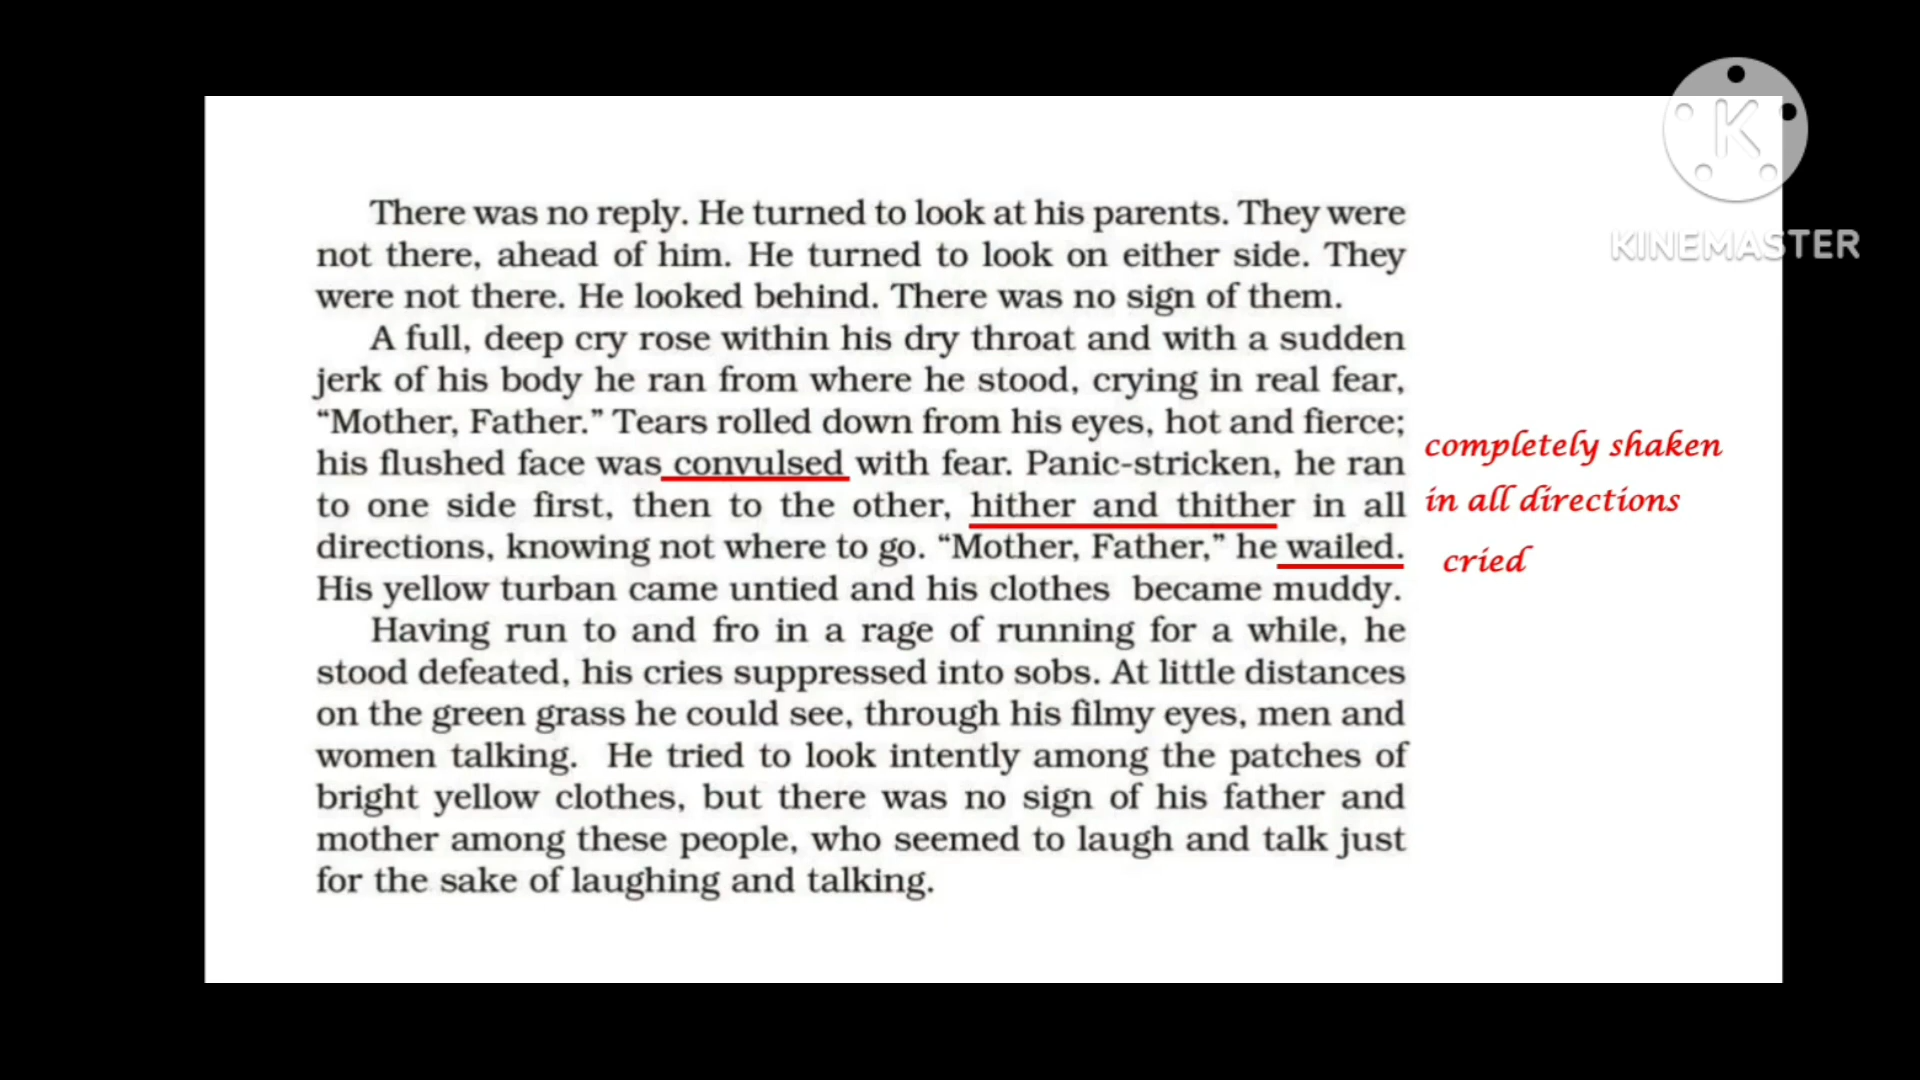 KINEMASTER
There was no reply. He turned to look at his parents. They were
not there, ahead of him. He turned to look on either side. They
were not there. He looked behind. There was no sign of them.
A full, deep cry rose within his dry throat and with a sudden
jerk of his body he ran from where he stood, crying in real fear,
“Mother, Father.” Tears rolled down from his eyes, hot and fierce;
his flushed face was convulsed with fear. Panic-stricken, he ran
completely shaken
to one side first, then to the other, hither and thither in all
in all directions
directions, knowing not where to go. “Mother, Father,” he wailed.
cried
His yellow turban came untied and his clothes became muddy.
Having run to and fro in a rage of running for a while, he
stood defeated, his cries suppressed into sobs. At little distances
on the green grass he could see, through his filmy eyes, men and
women talking. He tried to look intently among the patches of
bright yellow clothes, but there was no sign of his father and
mother among these people, who seemed to laugh and talk just
for the sake of laughing and talking.